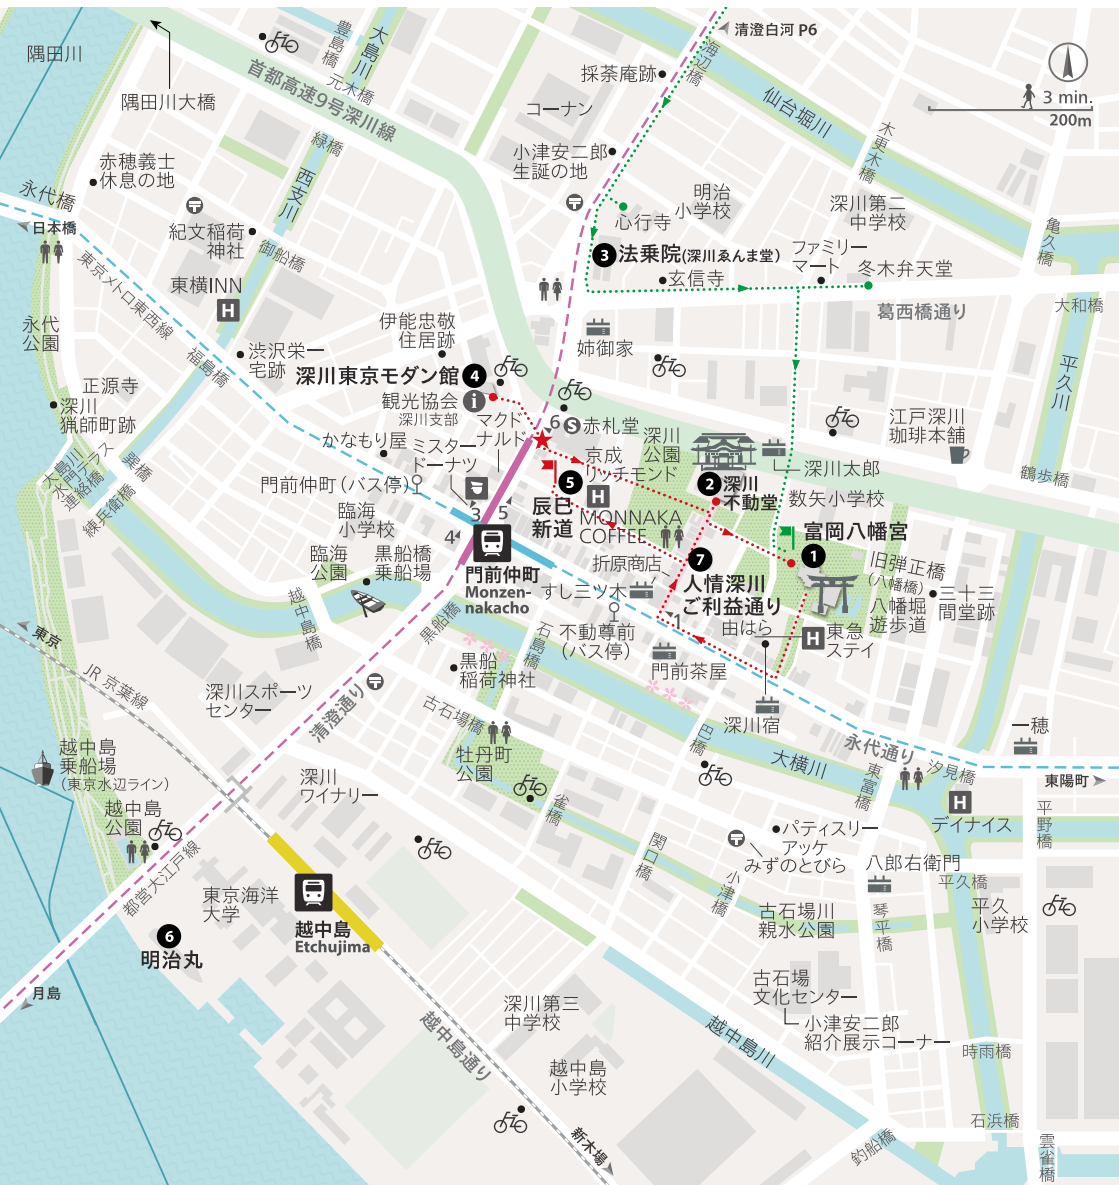 隅田川
隅田川大橋
首都高速9号深川線
豊島橋
大島川
元木橋
採茶庵跡
海辺橋
清澄白河 P6
コーナン
仙台堀川
木更木橋
3 min.
200m
赤穂義士
休息の地
緑橋
西支川
小津安二郎
生誕の地
明治
小学校
深川第二
中学校
永代橋
日本橋
紀文稲荷
神社
御船橋
心行寺
亀久橋
3
法乗院(深川ゑんま堂)
玄信寺
ファミリー
マート
冬木弁天堂
東京メトロ東西線
東横INN
H
葛西橋通り
大和橋
永代
公園
福島橋
渋沢栄一
宅跡
伊能忠敬
住居跡
姉御家
平久川
正源寺
深川
猟師町跡
深川東京モダン館
4
観光協会
深川支部
i
マクド
ナルド
6
S
赤札堂
深川
公園
江戸深川
珈琲本舗
大島川
水門テラス
連絡橋
巽橋
練兵衛橋
かなもり屋
ミスター
ドーナツ
京成
リッチモンド
H
深川太郎
鶴歩橋
門前仲町(バス停)
3
5
4
5
辰巳
新道
2
深川
不動堂
数矢小学校
臨海
小学校
MONNAKA
COFFEE
富岡八幡宮
1
臨海
公園
黒船橋
乗船場
門前仲町
Monzen-
nakacho
折原商店
7
人情深川
ご利益通り
旧弾正橋
(八幡橋)
八幡堀
遊歩道
三十三
間堂跡
越中島橋
黒船橋
すし三ツ木
1
由はら
H
東急
ステイ
東京
JR 京葉線
石島橋
不動尊前
(バス停)
門前茶屋
黒船
稲荷神社
深川スポーツ
センター
清澄通り
古石場橋
深川宿
巴橋
大横川
永代通り
一穂
越中島
乗船場
(東京水辺ライン)
牡丹町
公園
東富橋
汐見橋
東陽町
深川
ワイナリー
越中島
公園
雀橋
H
デイナイス
平野橋
都営大江戸線
関口橋
パティスリー
アッケ
みずのとびら
八郎右衛門
平久橋
東京海洋
大学
小津橋
古石場川
親水公園
琴平橋
平久
小学校
越中島
Etchujima
6
明治丸
月島
古石場
文化センター
深川第三
中学校
小津安二郎
紹介展示コーナー
越中島通り
越中島川
時雨橋
越中島
小学校
新木場
釣船橋
石浜橋
雲雀橋